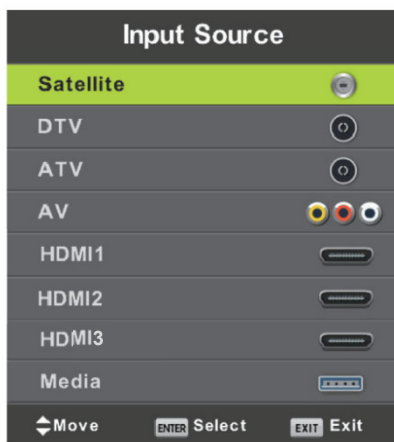 Input Source
Satellite
DTV
ATV
AV
HDMI1
HDMI2
HDMI3
Media
Move ENTER Select EXIT Exit